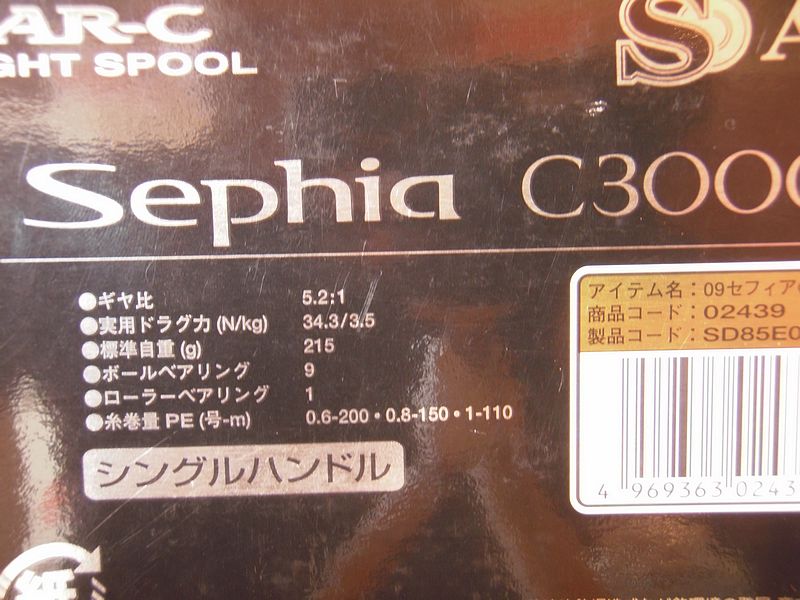 AR-C
GHT SPOOL
S A
Sephia C3000
●ギヤ比 5.2:1
●実用ドラグ力(N/kg) 34.3/3.5
●標準自重(g) 215
●ボールベアリング 9
●ローラーベアリング 1
●糸巻量 PE(号-m) 0.6-200・0.8-150・1-110
シングルハンドル
アイテム名:09セフィア
商品コード:02439
製品コード:SD85E0
4 969363 0243
紙